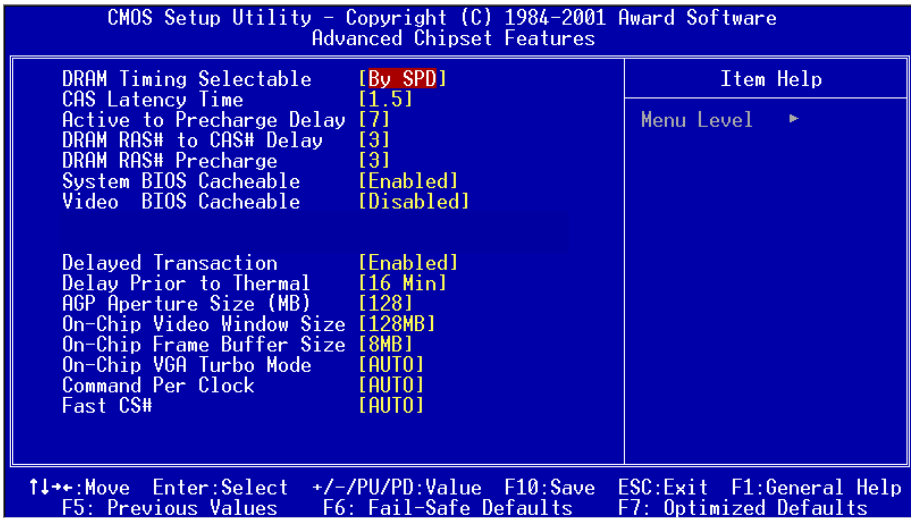 CMOS Setup Utility - Copyright (C) 1984-2001 Award Software
Advanced Chipset Features
DRAM Timing Selectable [By SPD]
CAS Latency Time [1.5]
Active to Precharge Delay [7]
DRAM RAS# to CAS# Delay [3]
DRAM RAS# Precharge [3]
System BIOS Cacheable [Enabled]
Video BIOS Cacheable [Disabled]
Delayed Transaction [Enabled]
Delay Prior to Thermal [16 Min]
AGP Aperture Size (MB) [128]
On-Chip Video Window Size [128MB]
On-Chip Frame Buffer Size [8MB]
On-Chip VGA Turbo Mode [AUTO]
Command Per Clock [AUTO]
Fast CS# [AUTO]
Item Help
Menu Level ►
↑↓→←:Move Enter:Select +/-/PU/PD:Value F10:Save ESC:Exit F1:General Help
F5: Previous Values F6: Fail-Safe Defaults F7: Optimized Defaults